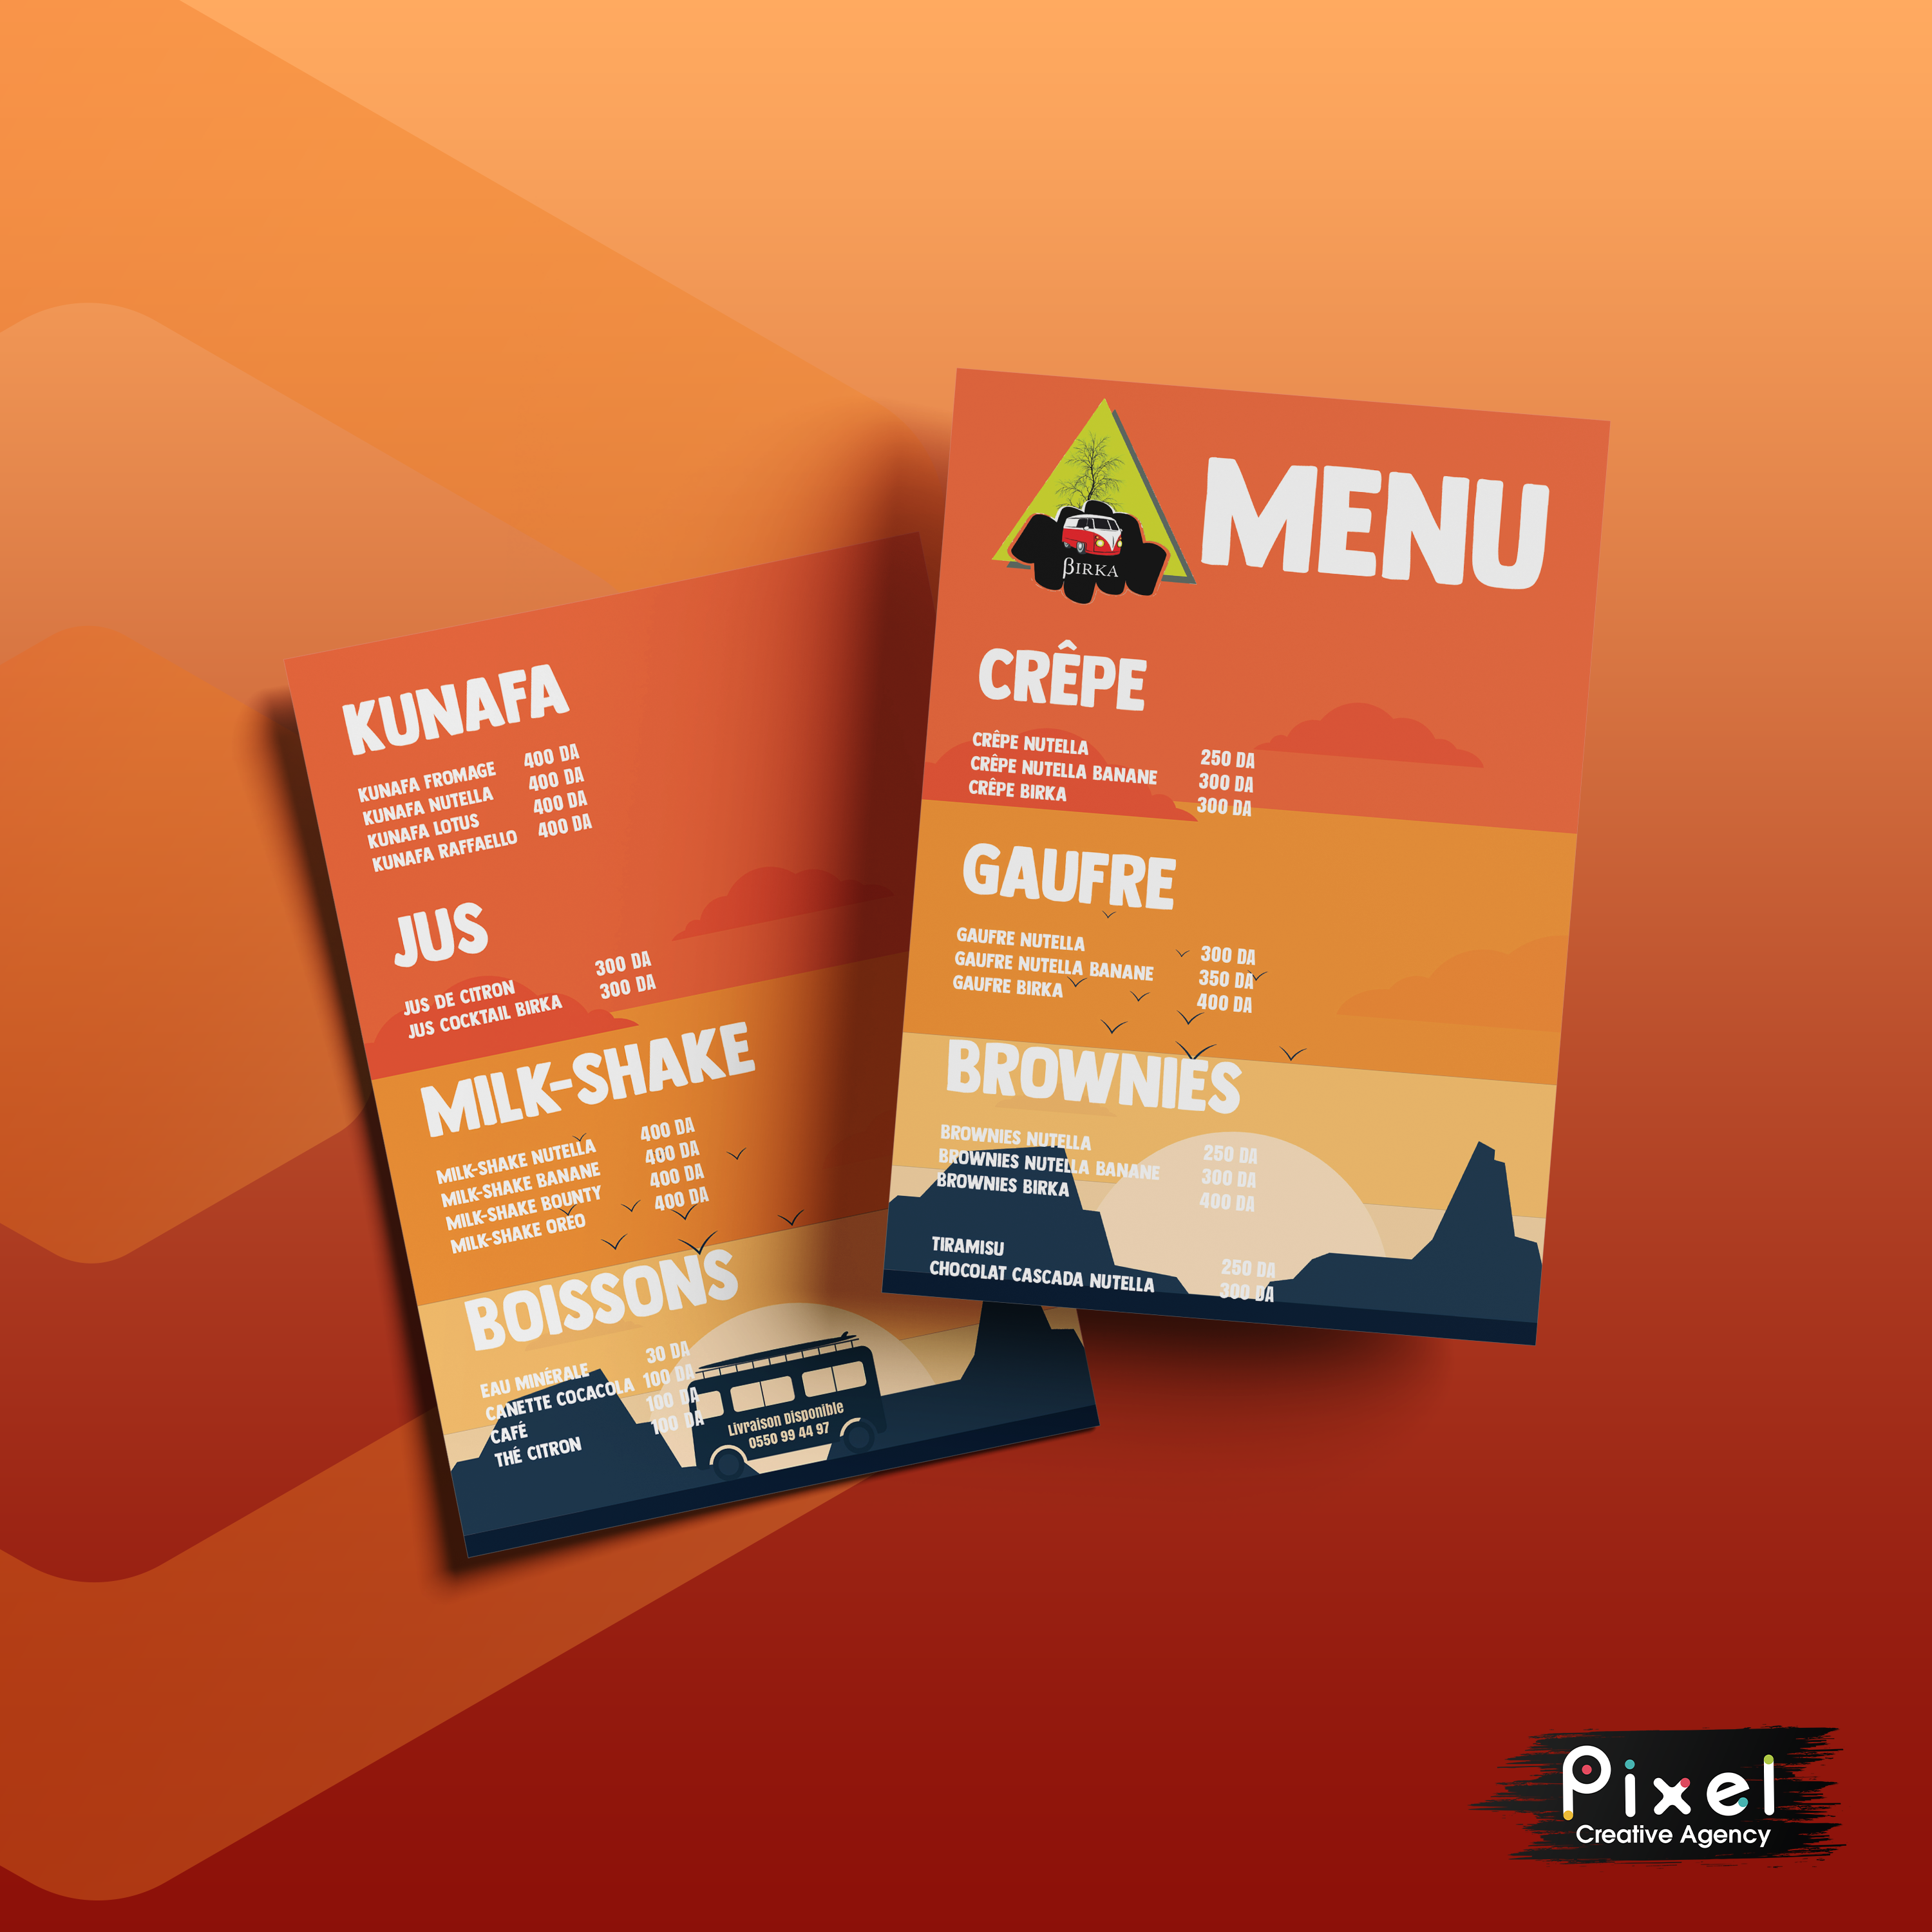 KUNAFA
KUNAFA FROMAGE 400 DA
KUNAFA NUTELLA 400 DA
KUNAFA LOTUS 400 DA
KUNAFA RAFFAELLO 400 DA
JUS
JUS DE CITRON 300 DA
JUS COCKTAIL BIRKA 300 DA
MILK-SHAKE
MILK-SHAKE NUTELLA 400 DA
MILK-SHAKE BANANE 400 DA
MILK-SHAKE BOUNTY 400 DA
MILK-SHAKE OREO 400 DA
BOISSONS
EAU MINÉRALE 30 DA
CANETTE COCACOLA 100 DA
CAFÉ 100 DA
THÉ CITRON 100 DA
Livraison Disponible
0550 99 44 97
βIRKA
MENU
CRÊPE
CRÊPE NUTELLA 250 DA
CRÊPE NUTELLA BANANE 300 DA
CRÊPE BIRKA 300 DA
GAUFRE
GAUFRE NUTELLA 300 DA
GAUFRE NUTELLA BANANE 350 DA
GAUFRE BIRKA 400 DA
BROWNIES
BROWNIES NUTELLA 250 DA
BROWNIES NUTELLA BANANE 300 DA
BROWNIES BIRKA 400 DA
TIRAMISU 250 DA
CHOCOLAT CASCADA NUTELLA 300 DA
Pixel
Creative Agency